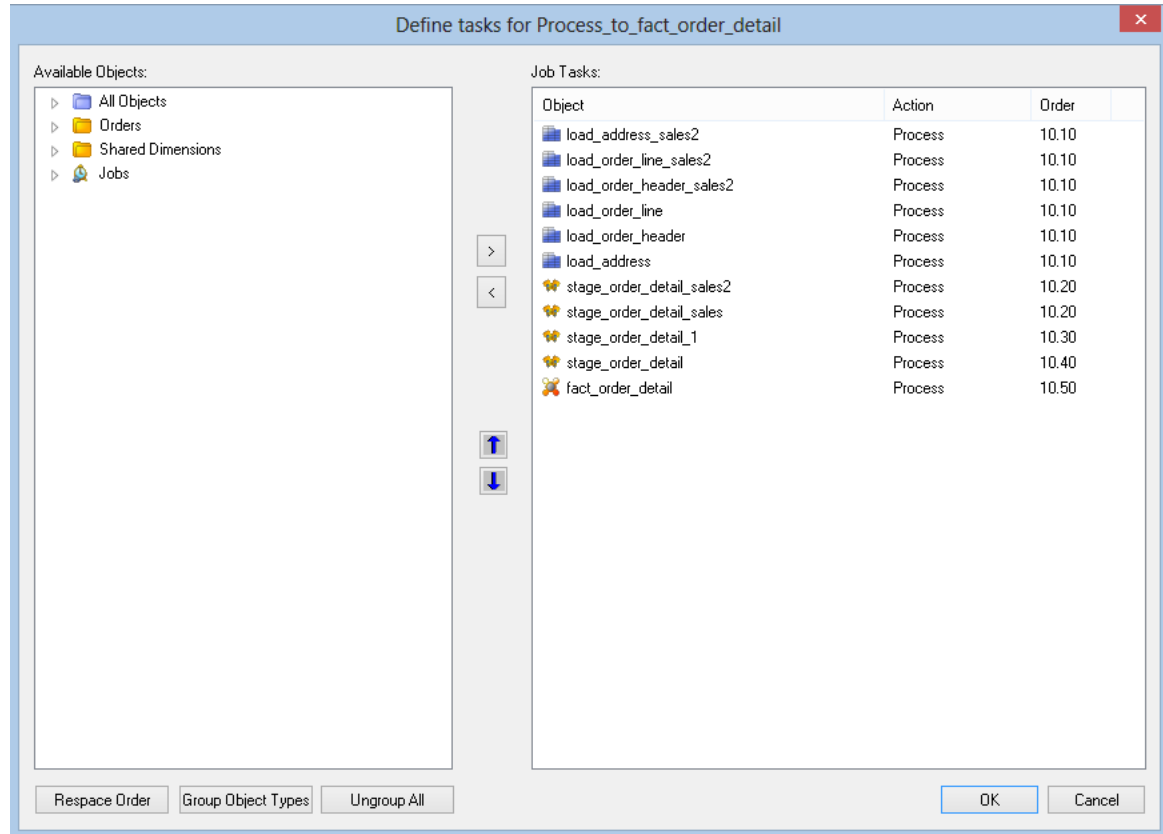 Define tasks for Process_to_fact_order_detail
Available Objects:
All Objects
Orders
Shared Dimensions
Jobs
>
<
Job Tasks:
Object Action Order
load_address_sales2 Process 10.10
load_order_line_sales2 Process 10.10
load_order_header_sales2 Process 10.10
load_order_line Process 10.10
load_order_header Process 10.10
load_address Process 10.10
stage_order_detail_sales2 Process 10.20
stage_order_detail_sales Process 10.20
stage_order_detail_1 Process 10.30
stage_order_detail Process 10.40
fact_order_detail Process 10.50
Respace Order Group Object Types Ungroup All OK Cancel